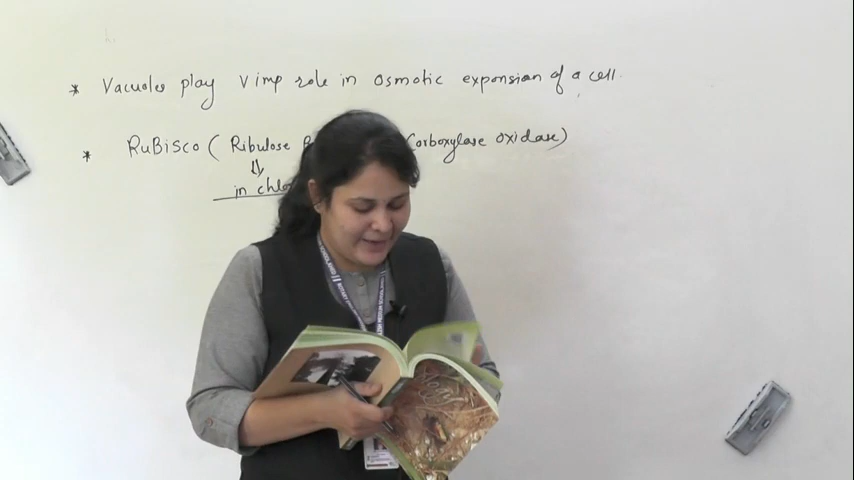 * Vacuoles play v imp role in osmotic expansion of a cell.
* RuBisCo ( Ribulose Carboxylase oxidase)
in chlo